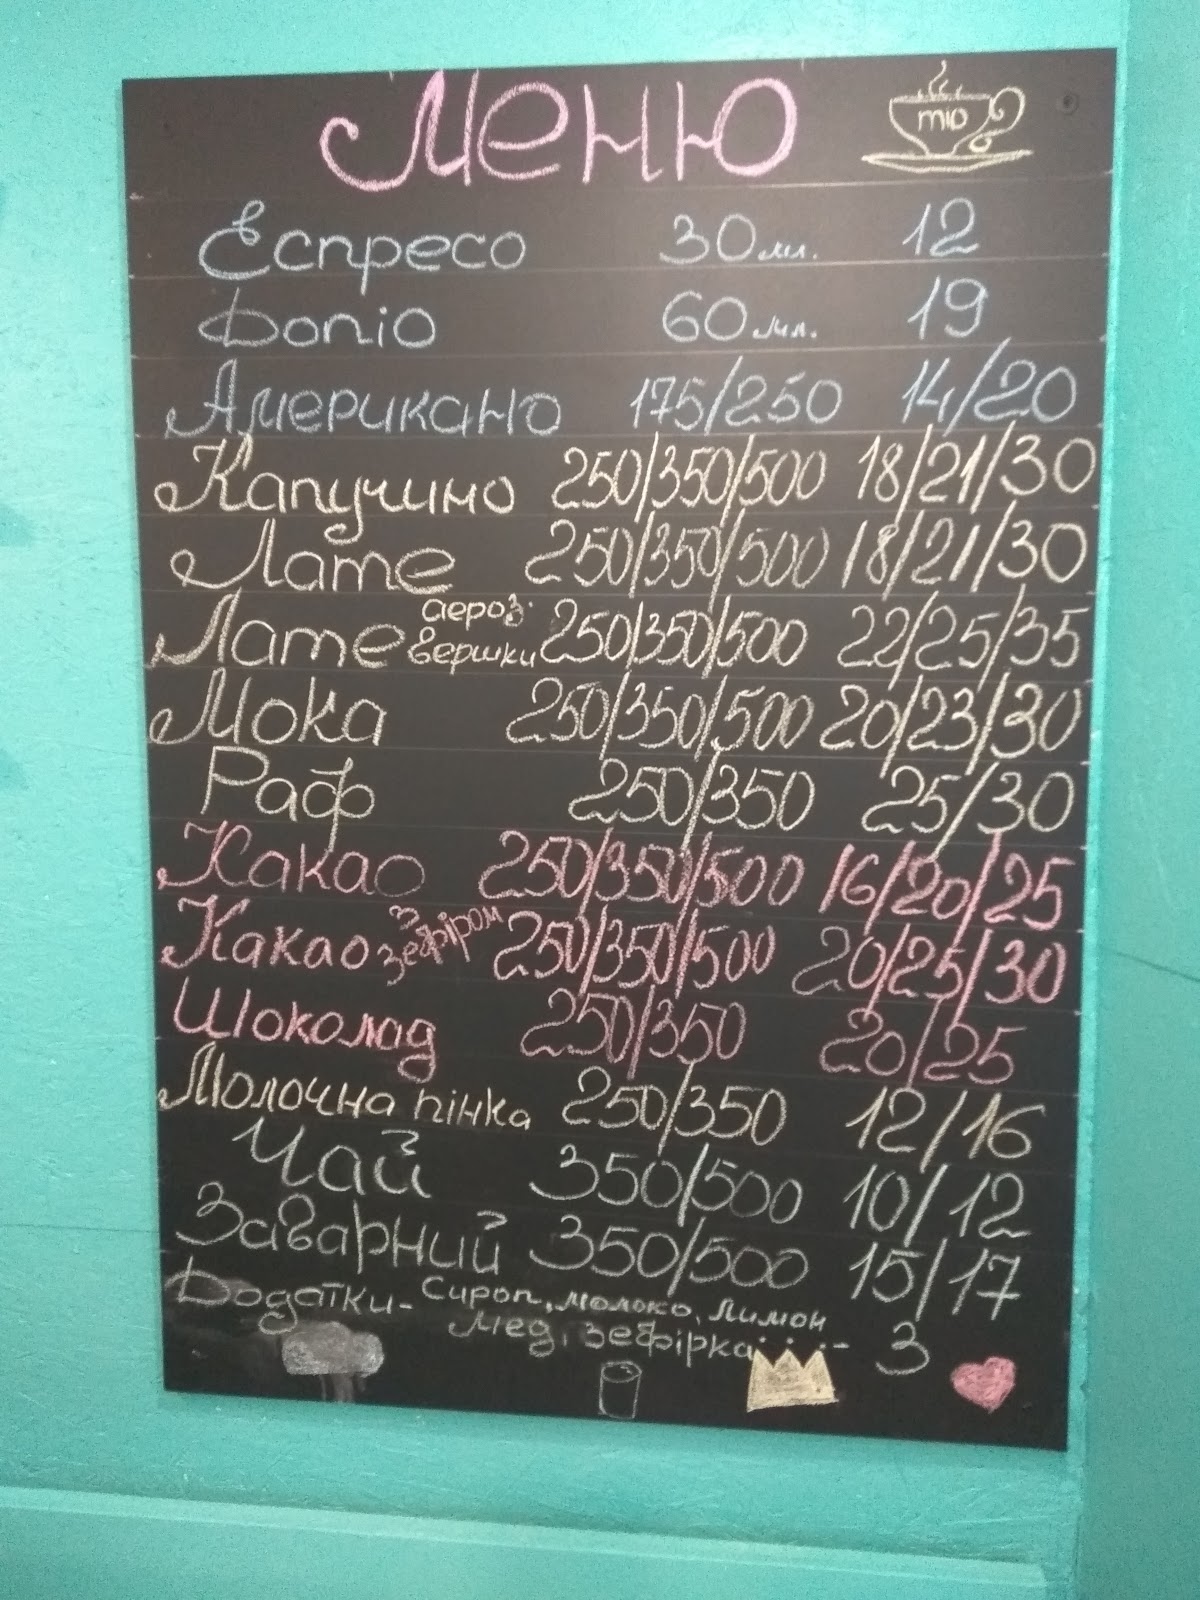 Меню
mio
Еспресо 30 мл. 12
Допіо 60 мл. 19
Американо 175/250 14/20
Капучино 250/350/500 18/21/30
Лате 250/350/500 18/21/30
Лате аероз. вершки 250/350/500 22/25/35
Мока 250/350/500 20/23/30
Раф 250/350 25/30
Какао 250/350/500 16/20/25
Какао з зефіром 250/350/500 20/25/30
Шоколад 250/350 20/25
Молочна пінка 250/350 12/16
Чай 350/500 10/12
Заварний 350/500 15/17
Додатки - Сироп, молоко, лимон
мед, зефірка...- 3